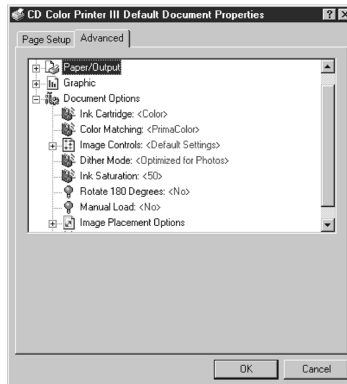 CD Color Printer III Default Document Properties
Page Setup Advanced
Paper/Output
Graphic
Document Options
Ink Cartridge: <Color>
Color Matching: <PrimaColor>
Image Controls: <Default Settings>
Dither Mode: <Optimized for Photos>
Ink Saturation: <50>
Rotate 180 Degrees: <No>
Manual Load: <No>
Image Placement Options
OK Cancel